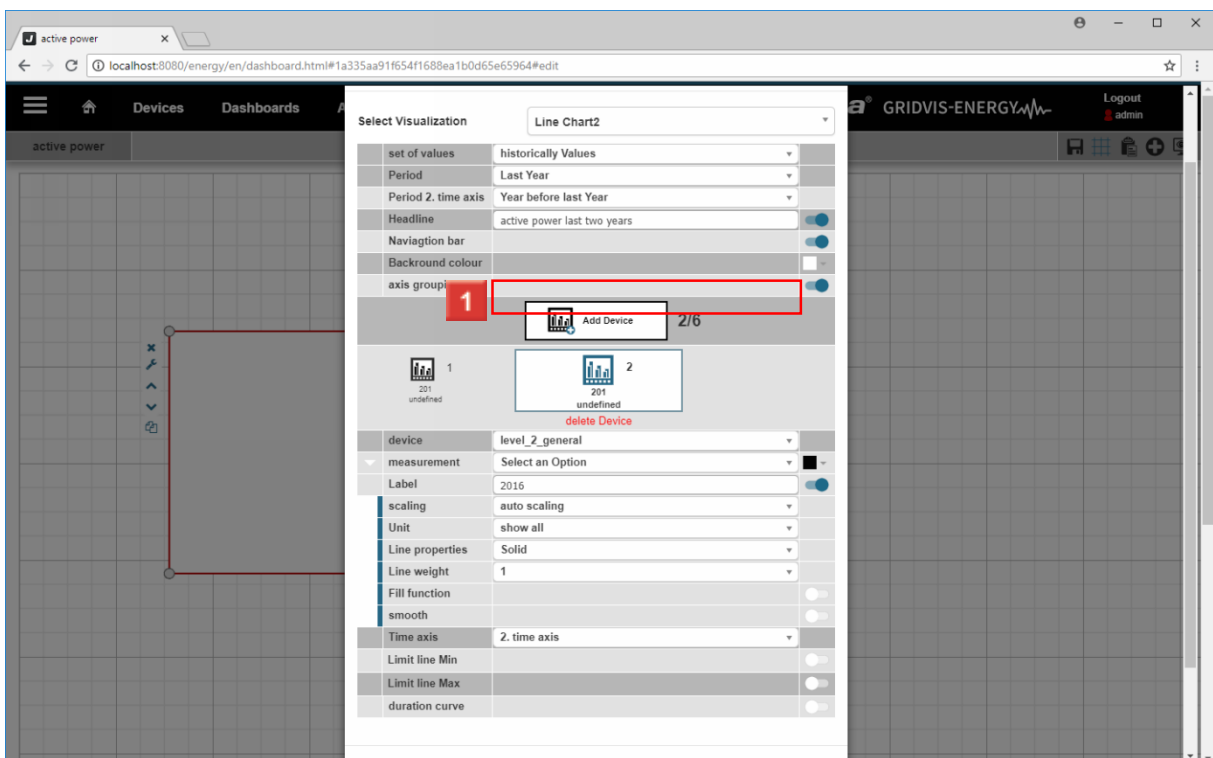 active power
localhost:8080/energy/en/dashboard.html#1a335aa91f654f1688ea1b0d65e65964#edit
Devices Dashboards A
a® GRIDVIS-ENERGY
Logout
admin
active power
Select Visualization Line Chart2
set of values historically Values
Period Last Year
Period 2. time axis Year before last Year
Headline active power last two years
Naviagtion bar
Backround colour
axis groupi
1
Add Device 2/6
1
201
undefined
2
201
undefined
delete Device
device level_2_general
measurement Select an Option
Label 2016
scaling auto scaling
Unit show all
Line properties Solid
Line weight 1
Fill function
smooth
Time axis 2. time axis
Limit line Min
Limit line Max
duration curve